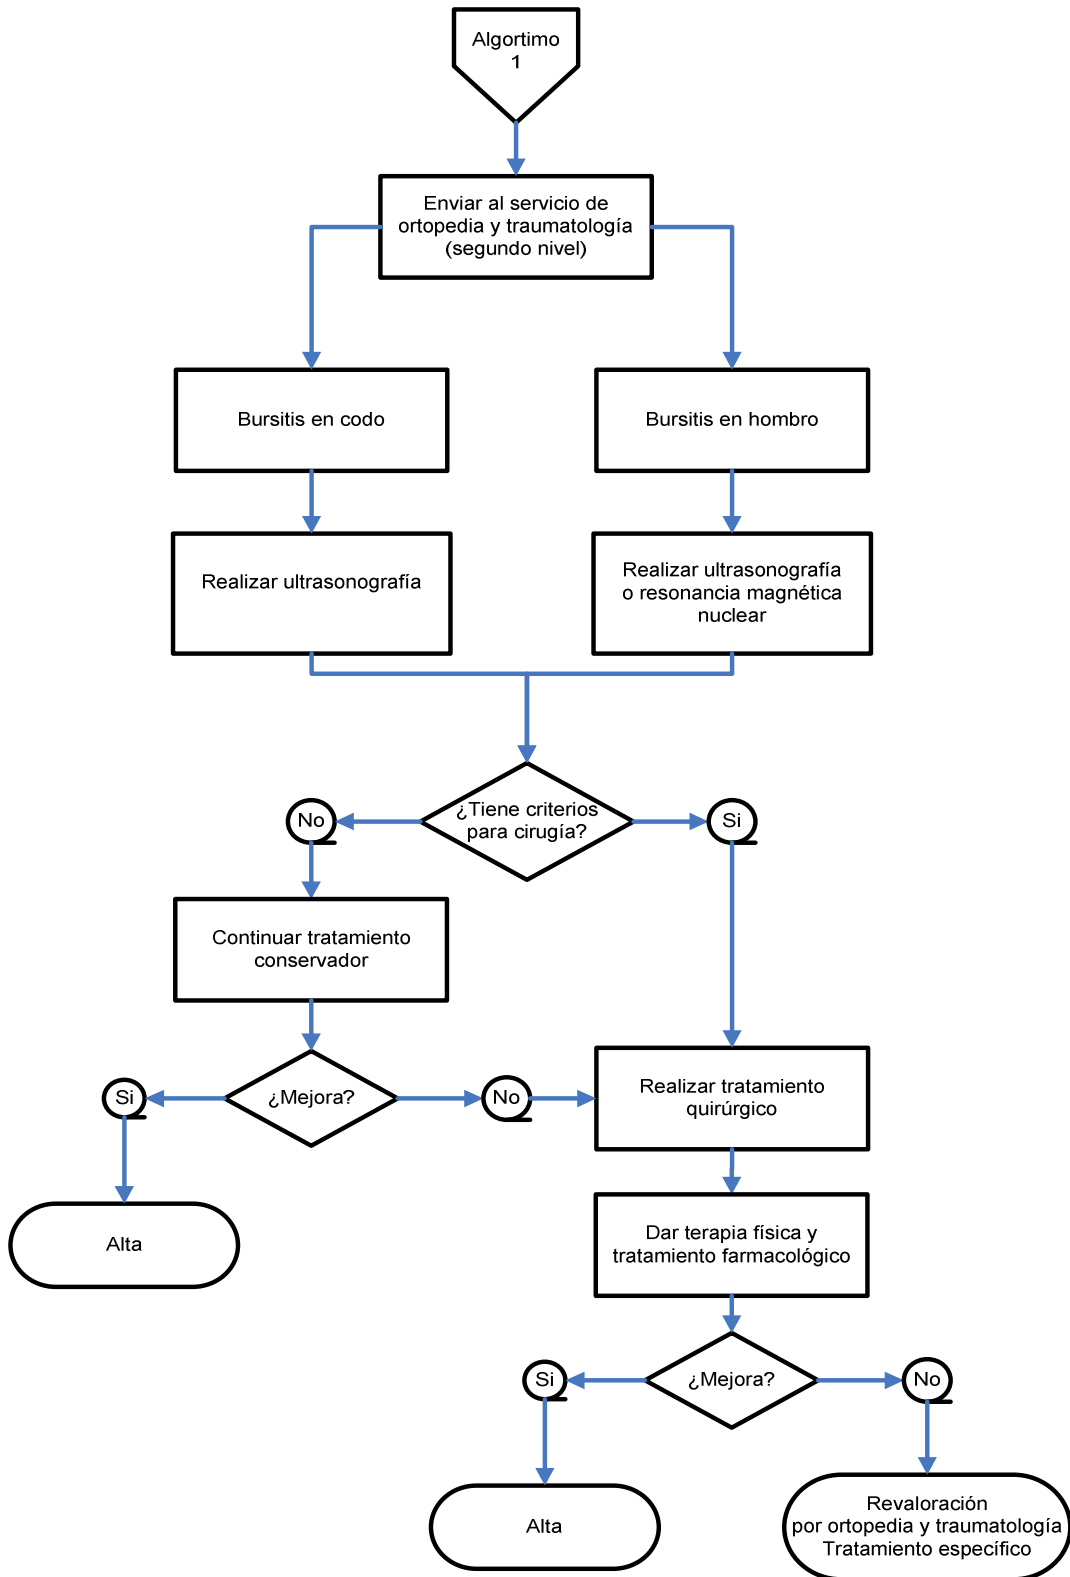 Algortimo
1
Enviar al servicio de
ortopedia y traumatología
(segundo nivel)
Bursitis en codo
Bursitis en hombro
Realizar ultrasonografía
Realizar ultrasonografía
o resonancia magnética
nuclear
¿Tiene criterios
para cirugía?
No
Si
Continuar tratamiento
conservador
¿Mejora?
Si
No
Realizar tratamiento
quirúrgico
Alta
Dar terapia física y
tratamiento farmacológico
¿Mejora?
Si
No
Alta
Revaloración
por ortopedia y traumatología
Tratamiento específico